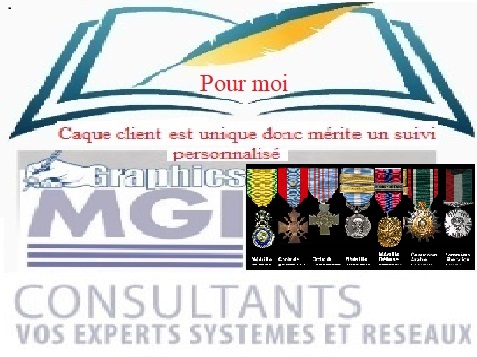 Pour moi
Caque client est unique donc mérite un suivi
personnalisé
Graphics
MGI
CONSULTANTS
VOS EXPERTS SYSTEMES ET RESEAUX